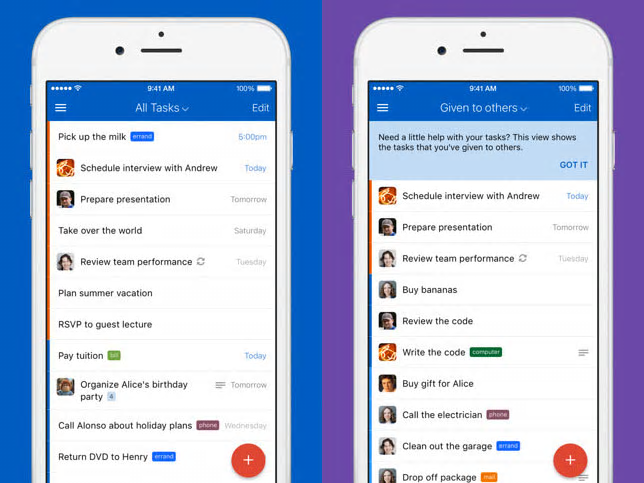 9:41 AM 100%
All Tasks Edit
Pick up the milk errand 5:00pm
Schedule interview with Andrew Today
Prepare presentation Tomorrow
Take over the world Saturday
Review team performance Tuesday
Plan summer vacation
RSVP to guest lecture
Pay tuition bill Today
Organize Alice's birthday Tomorrow
party 4
Call Alonso about holiday plans phone Wednesday
Return DVD to Henry errand
+
9:41 AM 100%
Given to others Edit
Need a little help with your tasks? This view shows
the tasks that you've given to others.
GOT IT
Schedule interview with Andrew Today
Prepare presentation Tomorrow
Review team performance Tuesday
Buy bananas
Review the code
Write the code computer
Buy gift for Alice
Call the electrician phone
Clean out the garage errand
Drop off package mail
+